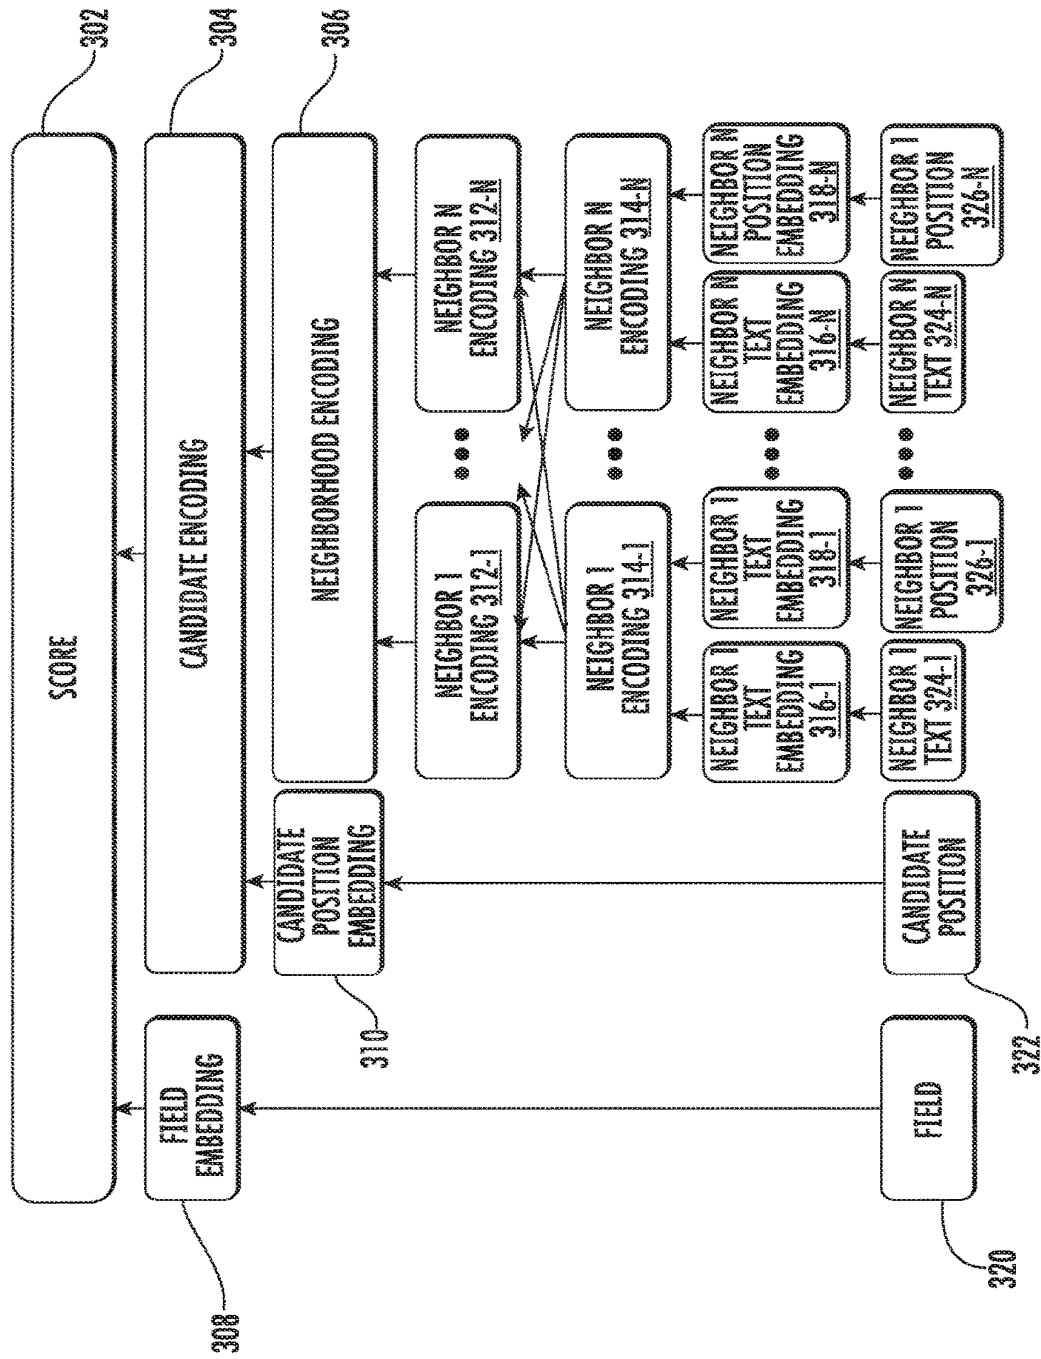 302
SCORE
304
CANDIDATE ENCODING
306
NEIGHBORHOOD ENCODING
308
FIELD
EMBEDDING
310
CANDIDATE
POSITION
EMBEDDING
NEIGHBOR 1
ENCODING 312-1
NEIGHBOR N
ENCODING 312-N
NEIGHBOR 1
ENCODING 314-1
NEIGHBOR N
ENCODING 314-N
NEIGHBOR 1
TEXT
EMBEDDING
316-1
NEIGHBOR 1
TEXT
EMBEDDING
318-1
NEIGHBOR N
TEXT
EMBEDDING
316-N
NEIGHBOR N
POSITION
EMBEDDING
318-N
FIELD
320
CANDIDATE
POSITION
322
NEIGHBOR 1
TEXT 324-1
NEIGHBOR 1
POSITION
326-1
NEIGHBOR N
TEXT 324-N
NEIGHBOR 1
POSITION
326-N